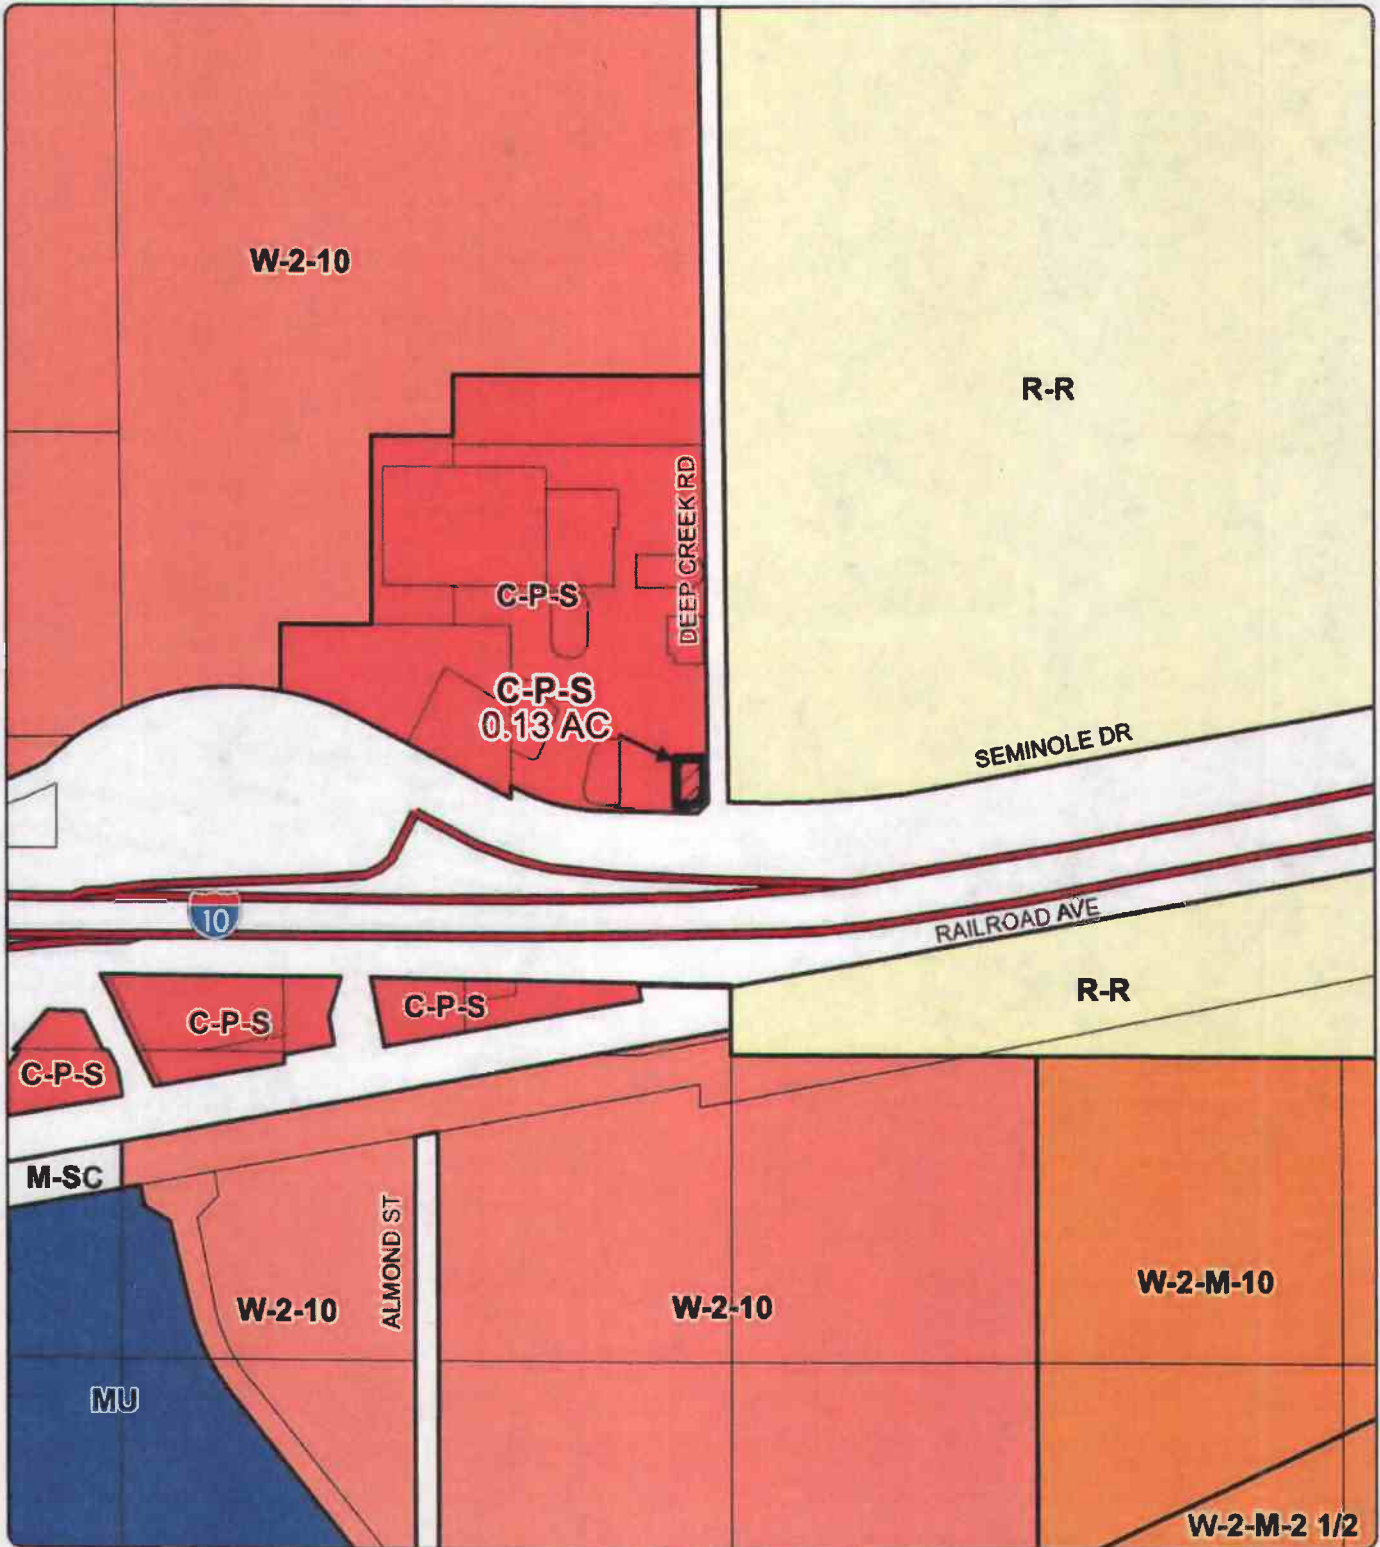 W-2-10
R-R
DEEP CREEK RD
C-P-S
C-P-S
0.13 AC
SEMINOLE DR
10
RAILROAD AVE
R-R
C-P-S
C-P-S
C-P-S
M-SC
ALMOND ST
W-2-10
W-2-10
W-2-M-10
MU
W-2-M-2 1/2